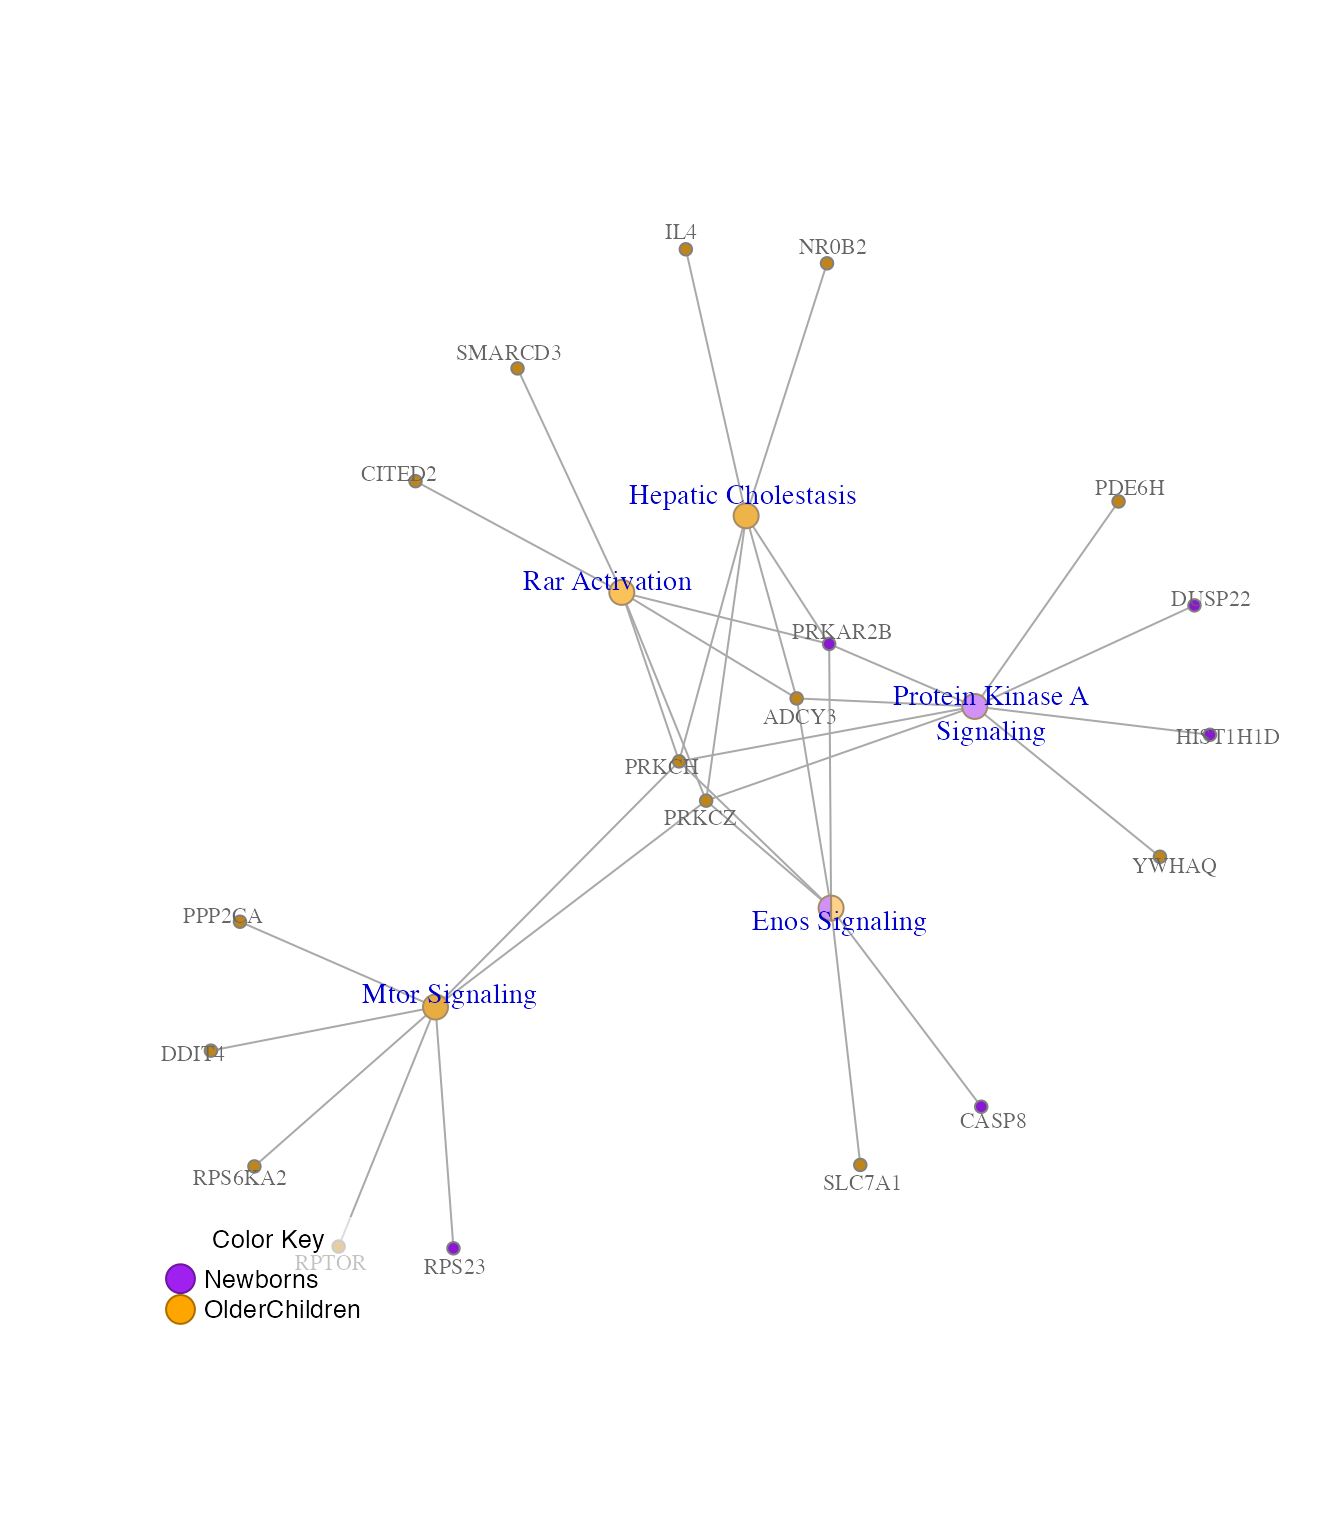 IL4
NR0B2
SMARCD3
CITED2
PDE6H
Hepatic Cholestasis
Rar Activation
DUSP22
PRKAR2B
Protein Kinase A
Signaling
ADCY3
HIST1H1D
PRKCH
PRKCZ
YWHAQ
PPP2CA
Enos Signaling
Mtor Signaling
DDIT4
CASP8
RPS6KA2
SLC7A1
Color Key
RPTOR
RPS23
Newborns
OlderChildren